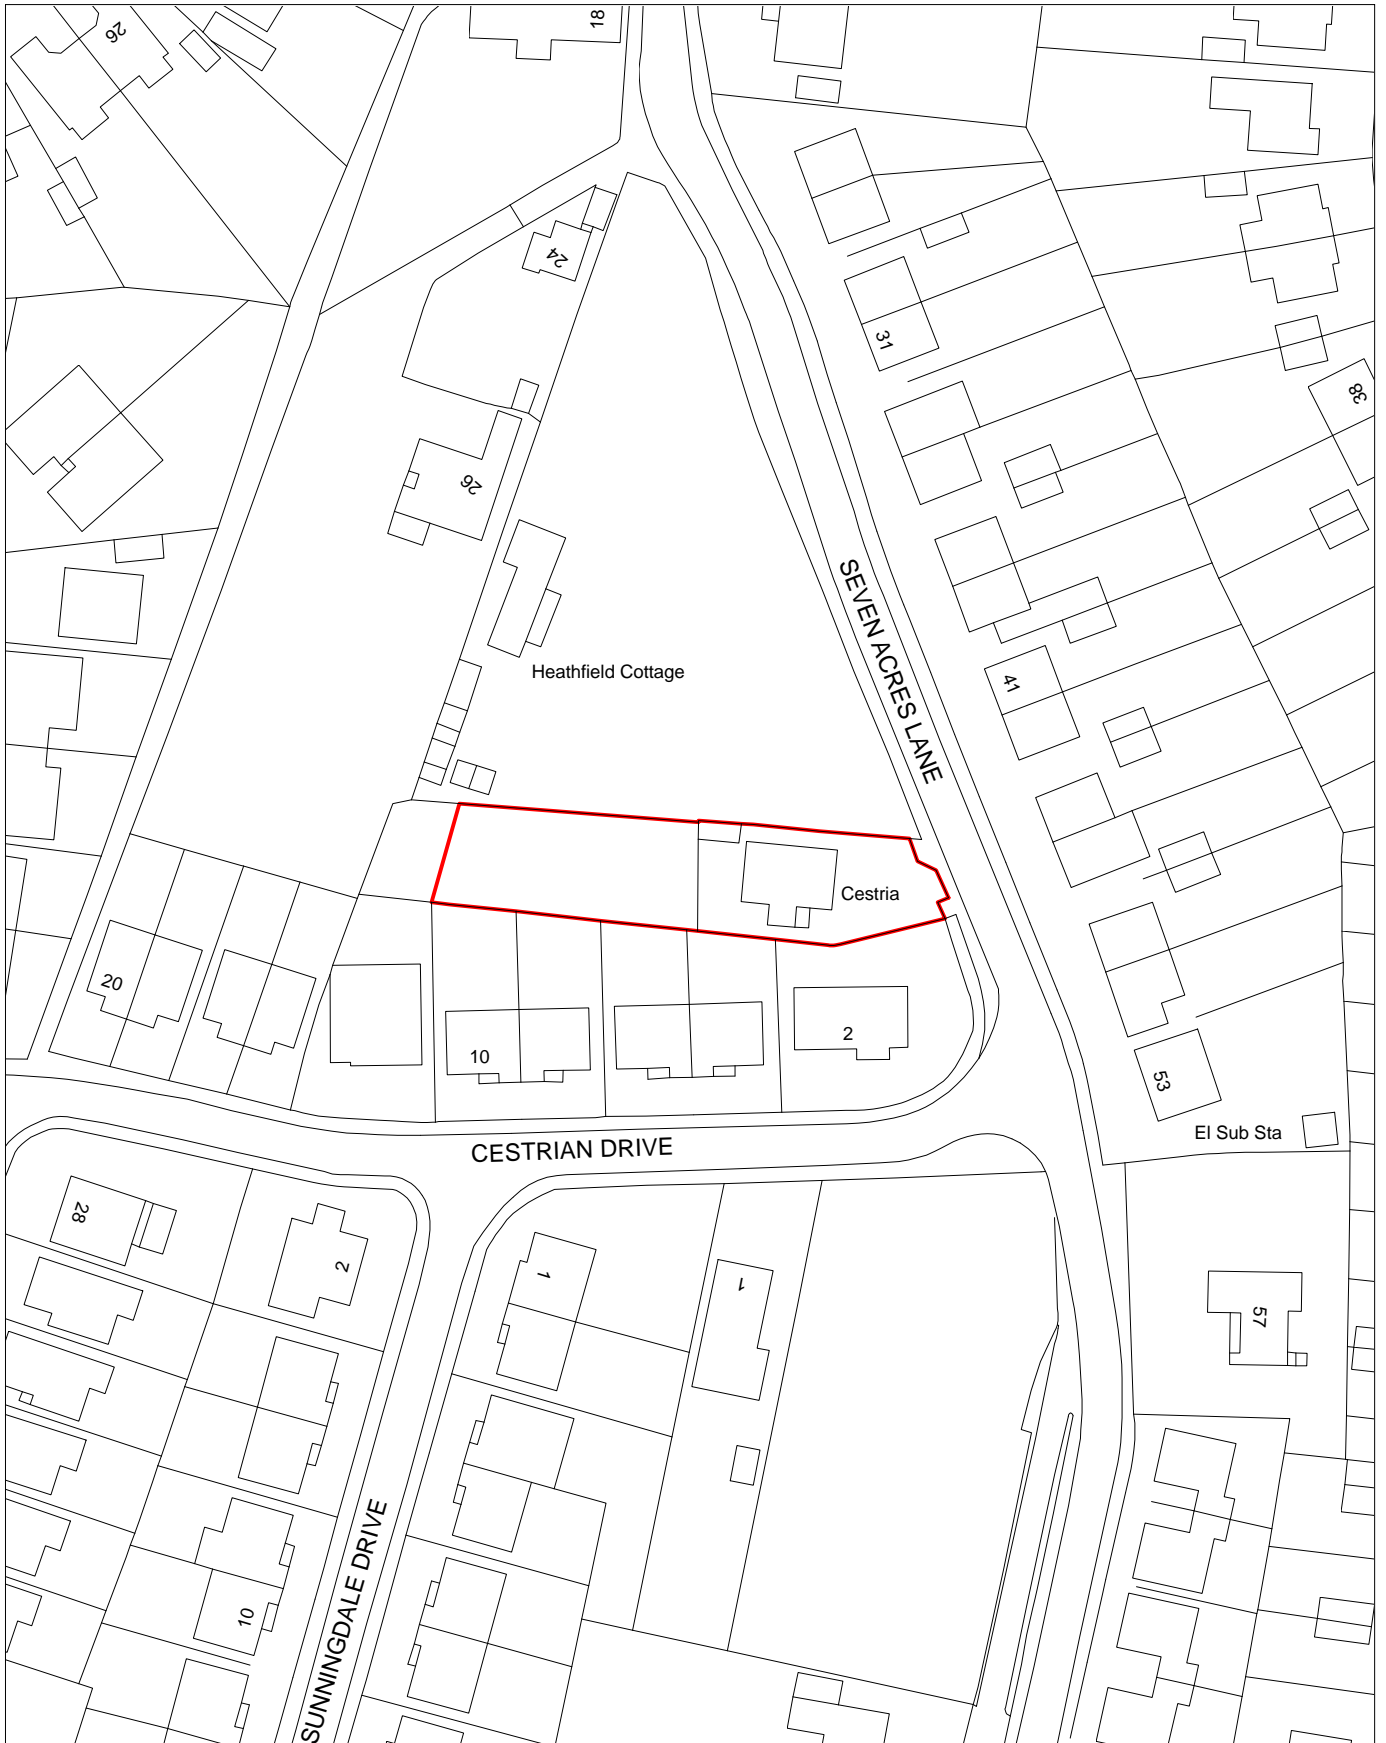 26
18
24
31
38
26
SEVEN ACRES LANE
Heathfield Cottage
41
Cestria
20
2
10
53
El Sub Sta
CESTRIAN DRIVE
28
2
1
1
57
SUNNINGDALE DRIVE
10